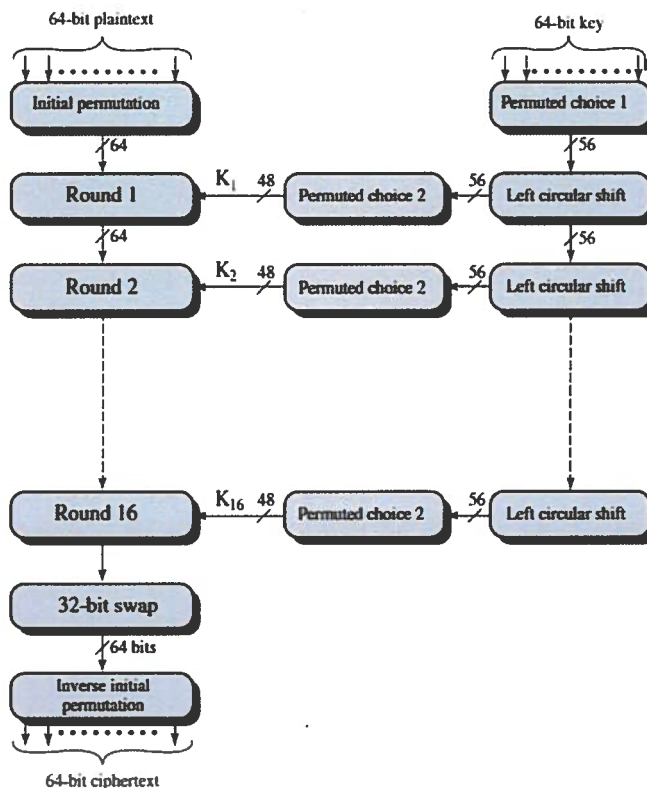 64-bit plaintext
64-bit key
Initial permutation
Permuted choice 1
64
56
Round 1
K1
48
Permuted choice 2
56
Left circular shift
64
56
Round 2
K2
48
Permuted choice 2
56
Left circular shift
Round 16
K16
48
Permuted choice 2
56
Left circular shift
32-bit swap
64 bits
Inverse initial
permutation
64-bit ciphertext